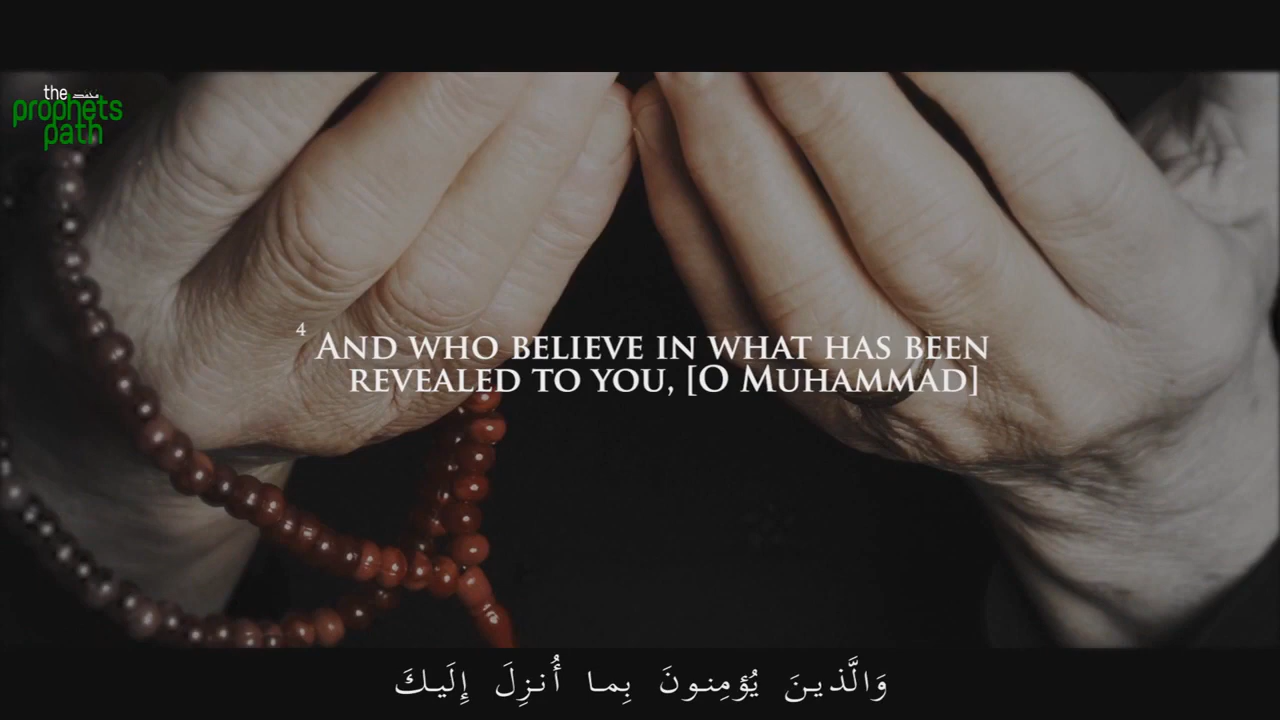 the محمد
prophets
path
4 AND WHO BELIEVE IN WHAT HAS BEEN
REVEALED TO YOU, [O MUHAMMAD]
وَالَّذينَ يُؤمِنونَ بِما أُنزِلَ إِلَيكَ